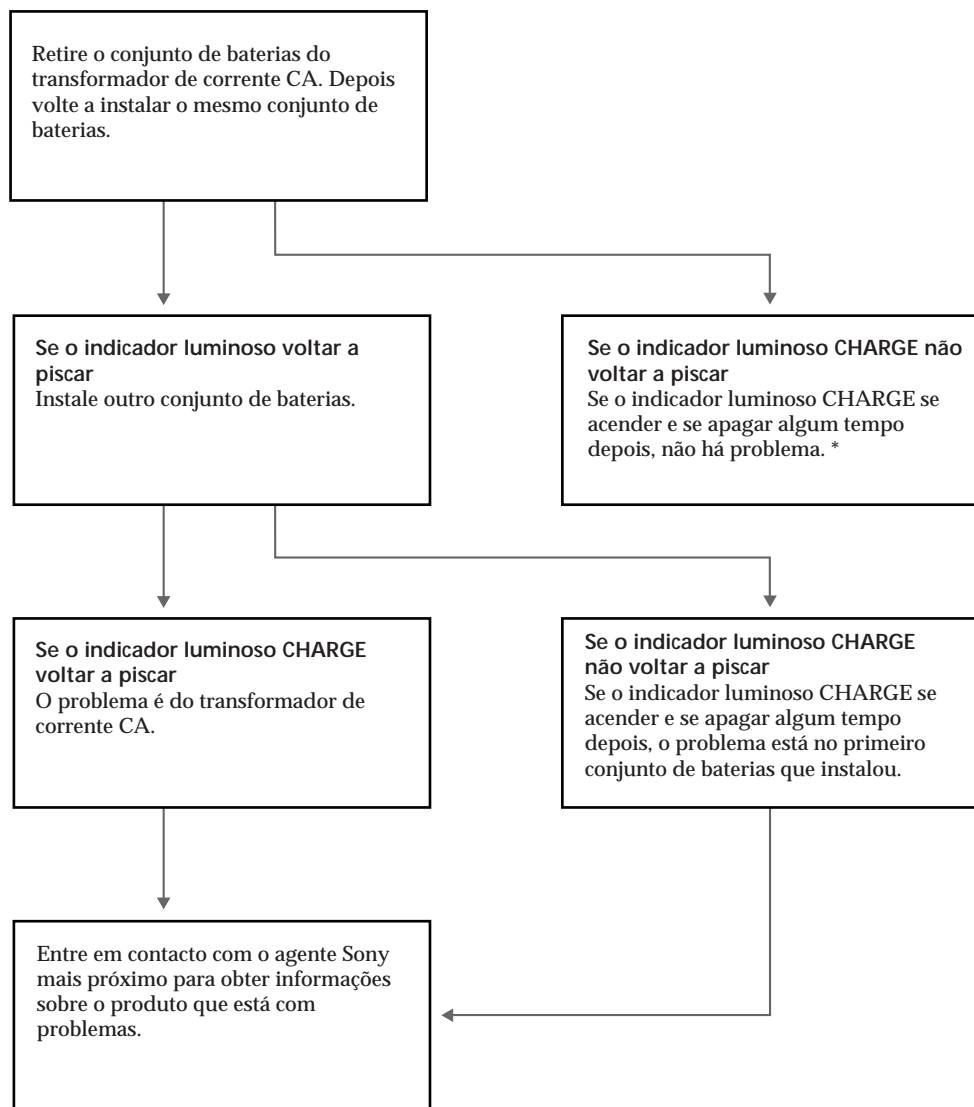 Retire o conjunto de baterias do
transformador de corrente CA. Depois
volte a instalar o mesmo conjunto de
baterias.
Se o indicador luminoso voltar a
piscar
Instale outro conjunto de baterias.
Se o indicador luminoso CHARGE não
voltar a piscar
Se o indicador luminoso CHARGE se
acender e se apagar algum tempo
depois, não há problema. *
Se o indicador luminoso CHARGE
voltar a piscar
O problema é do transformador de
corrente CA.
Se o indicador luminoso CHARGE
não voltar a piscar
Se o indicador luminoso CHARGE se
acender e se apagar algum tempo
depois, o problema está no primeiro
conjunto de baterias que instalou.
Entre em contacto com o agente Sony
mais próximo para obter informações
sobre o produto que está com
problemas.